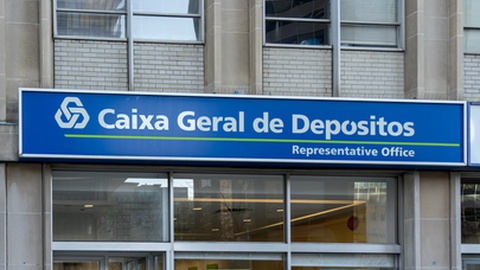 Caixa Geral de Depositos
Representative Office